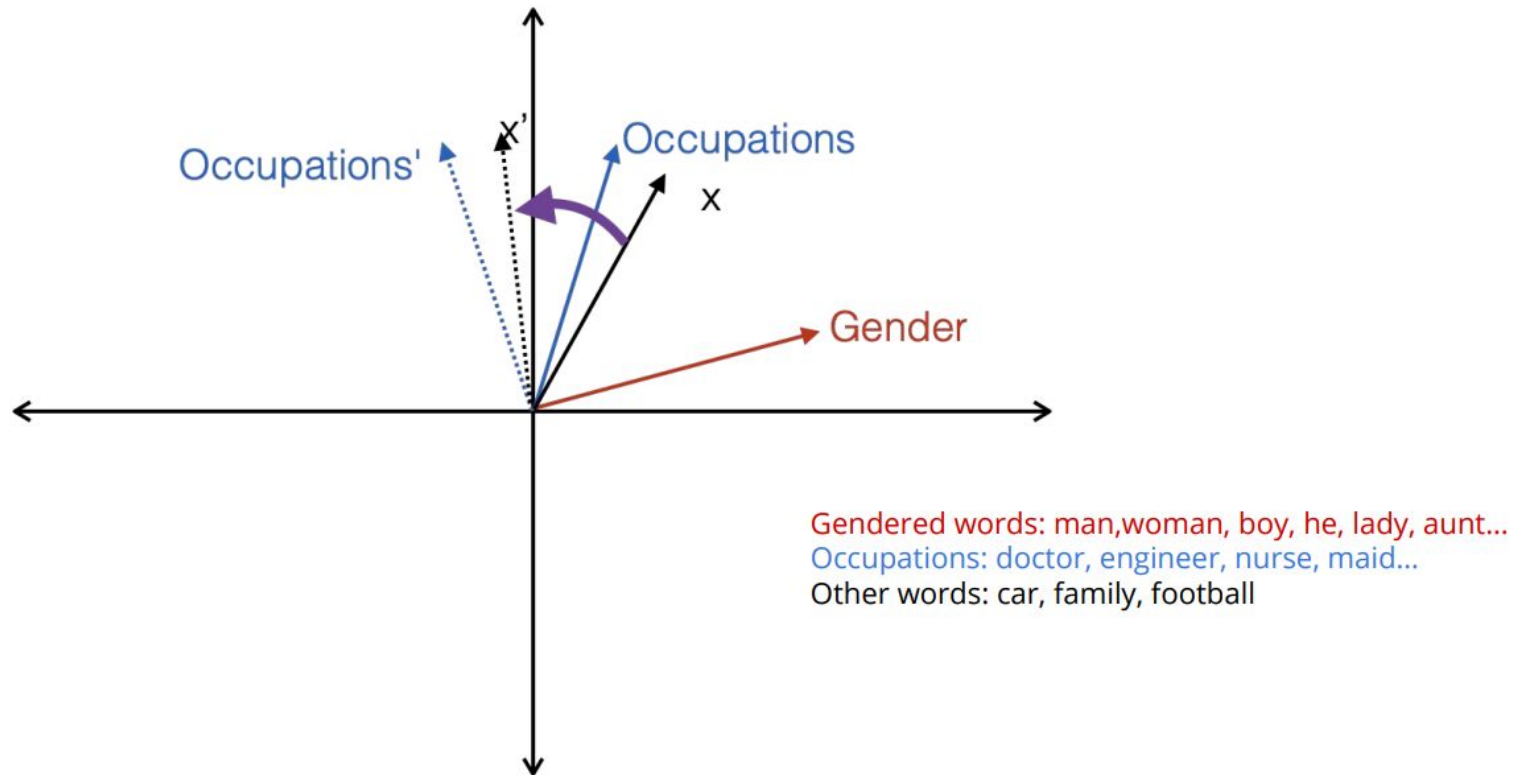 x'
Occupations
Occupations'
x
Gender
Gendered words: man,woman, boy, he, lady, aunt...
Occupations: doctor, engineer, nurse, maid...
Other words: car, family, football